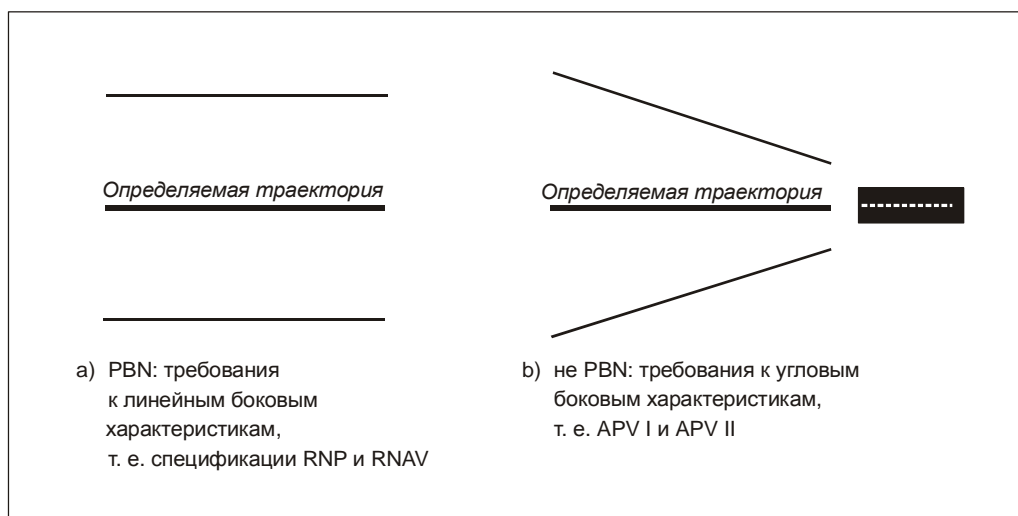 Определяемая траектория
Определяемая траектория
a) PBN: требования
к линейным боковым
характеристикам,
т. е. спецификации RNP и RNAV
b) не PBN: требования к угловым
боковым характеристикам,
т. е. APV I и APV II